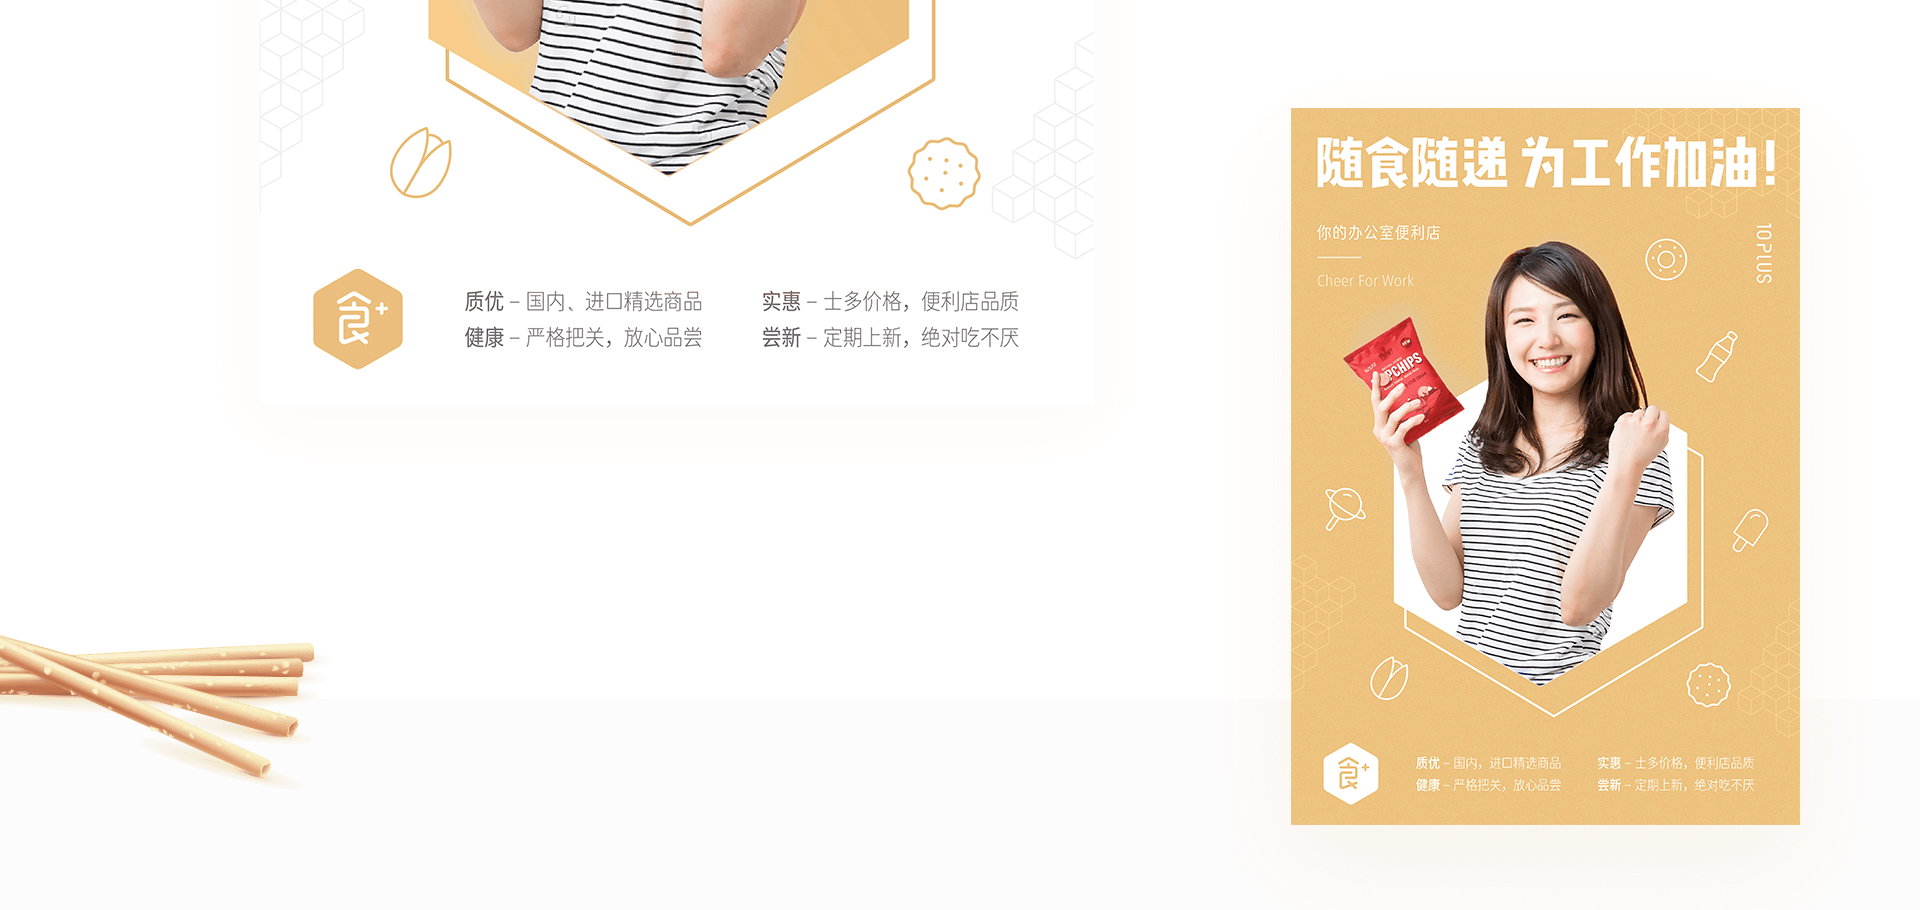 食+
质优 – 国内、进口精选商品
实惠 – 士多价格，便利店品质
健康 – 严格把关，放心品尝
尝新 – 定期上新，绝对吃不厌
随食随递 为工作加油！
你的办公室便利店
Cheer For Work
10PLUS
POPCHIPS
食+
质优 – 国内，进口精选商品
实惠 – 士多价格，便利店品质
健康 – 严格把关，放心品尝
尝新 – 定期上新，绝对吃不厌